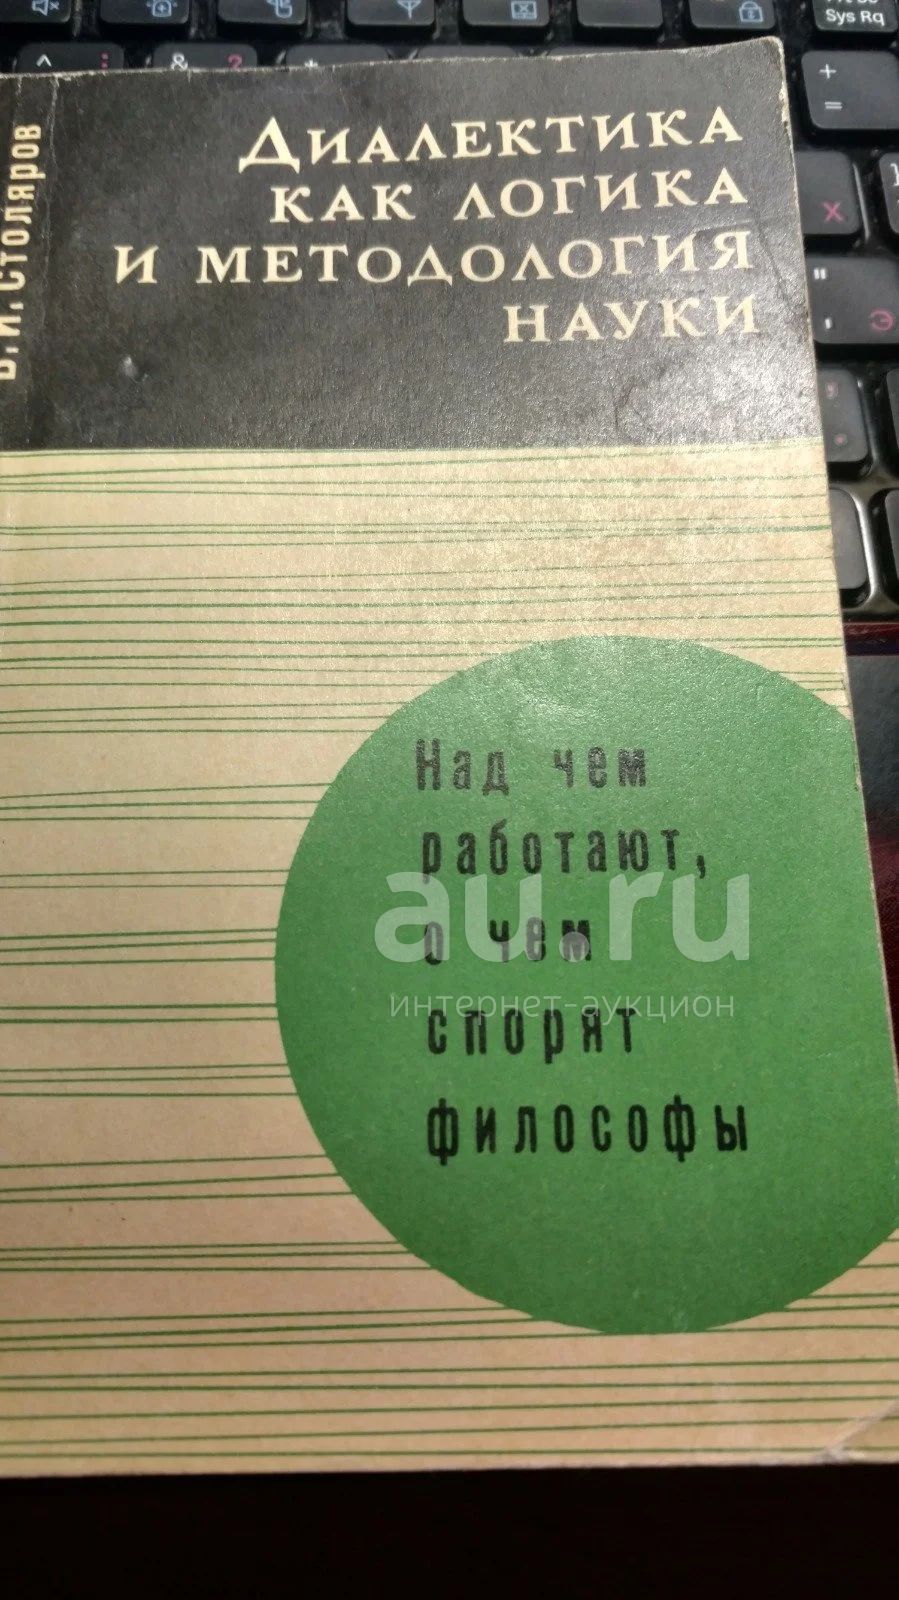 Sys Rq
^ ;
& ?
+
=
В. И. СТОЛЯРОВ
ДИАЛЕКТИКА
КАК ЛОГИКА
И МЕТОДОЛОГИЯ
НАУКИ
Х
"
Э
Над чем
работают,
о чем
спорят
философы
au.ru
интернет-аукцион